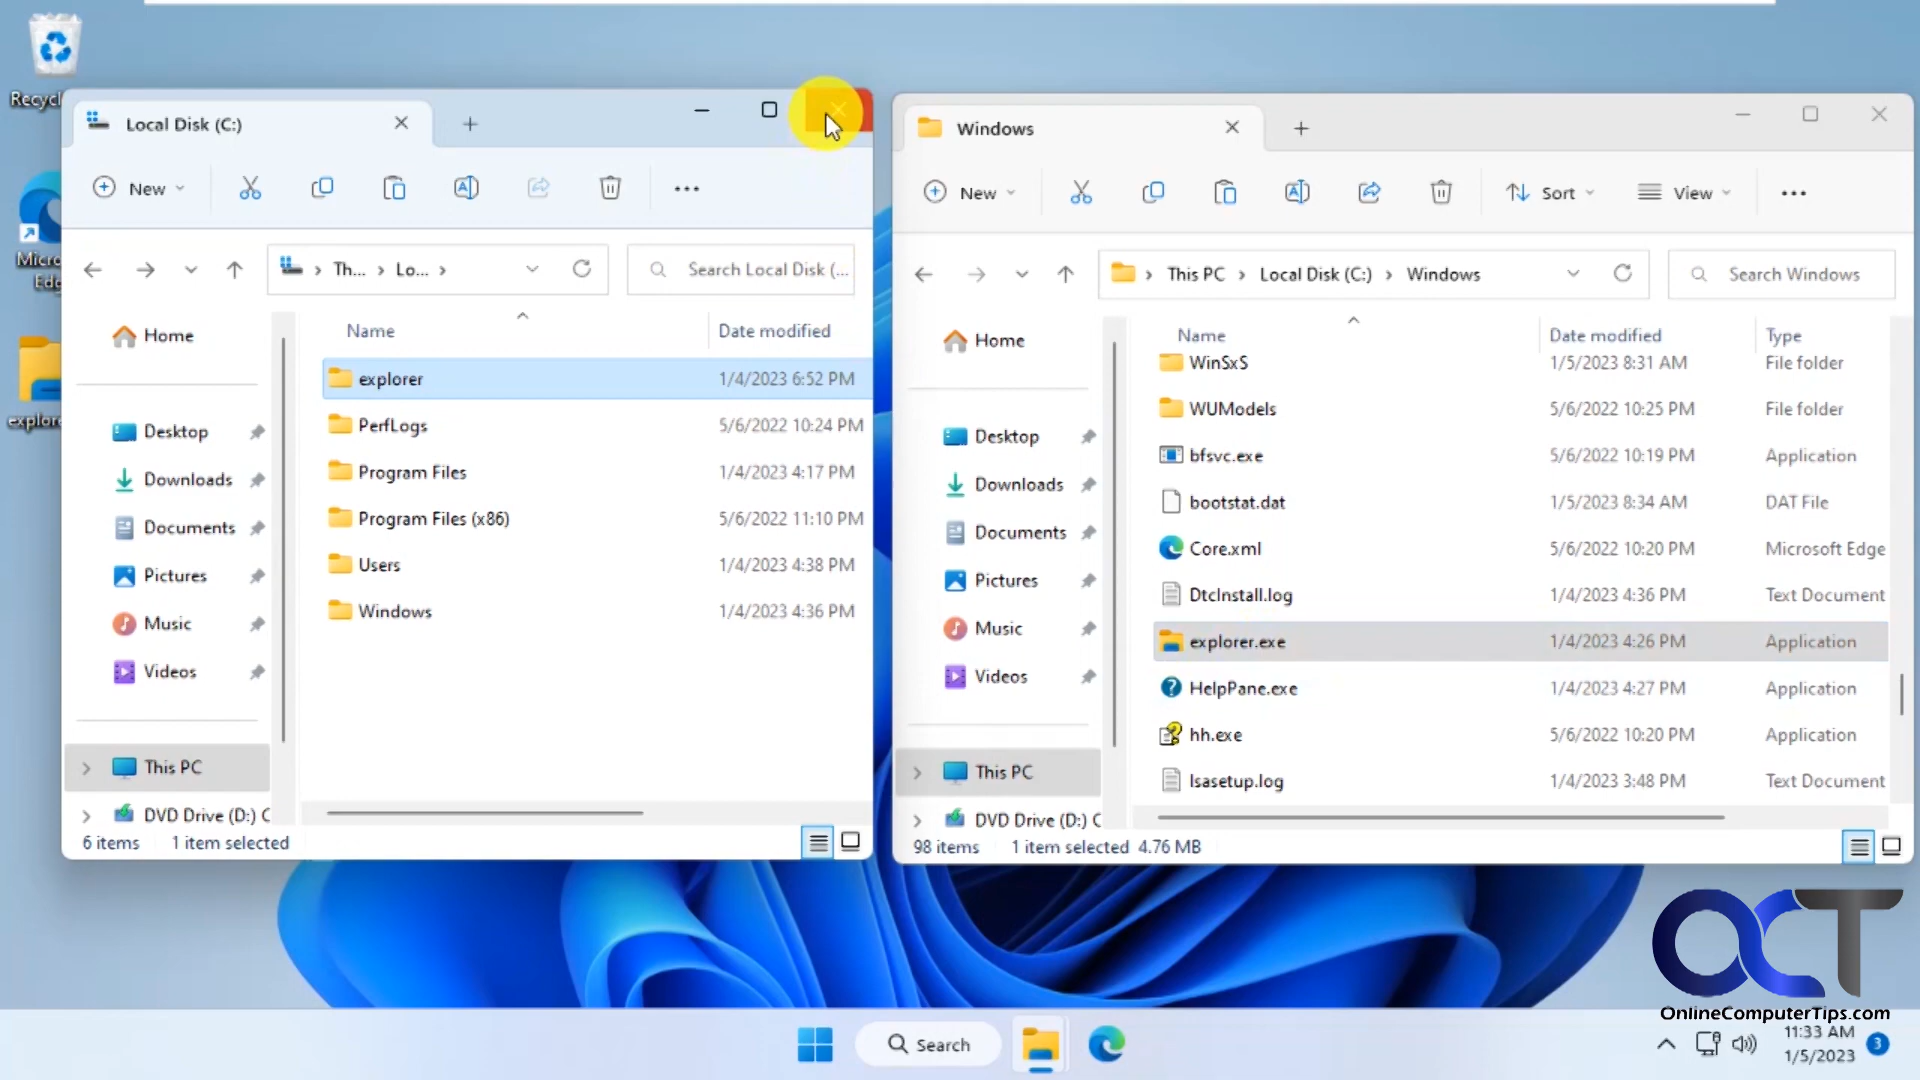 Recycl
Micro
Edg
explore
Local Disk (C:)
New
Th... Lo...
Search Local Disk (...
Home
Desktop
Downloads
Documents
Pictures
Music
Videos
This PC
DVD Drive (D:) C
Name Date modified
explorer 1/4/2023 6:52 PM
PerfLogs 5/6/2022 10:24 PM
Program Files 1/4/2023 4:17 PM
Program Files (x86) 5/6/2022 11:10 PM
Users 1/4/2023 4:38 PM
Windows 1/4/2023 4:36 PM
6 items 1 item selected
Windows
New Sort View
This PC Local Disk (C:) Windows
Search Windows
Home
Desktop
Downloads
Documents
Pictures
Music
Videos
This PC
DVD Drive (D:) C
Name Date modified Type
WinSxS 1/5/2023 8:31 AM File folder
WUModels 5/6/2022 10:25 PM File folder
bfsvc.exe 5/6/2022 10:19 PM Application
bootstat.dat 1/5/2023 8:34 AM DAT File
Core.xml 5/6/2022 10:20 PM Microsoft Edge
DtcInstall.log 1/4/2023 4:36 PM Text Document
explorer.exe 1/4/2023 4:26 PM Application
HelpPane.exe 1/4/2023 4:27 PM Application
hh.exe 5/6/2022 10:20 PM Application
lsasetup.log 1/4/2023 3:48 PM Text Document
98 items 1 item selected 4.76 MB
OCT
OnlineComputerTips.com
Search
11:33 AM
1/5/2023
3